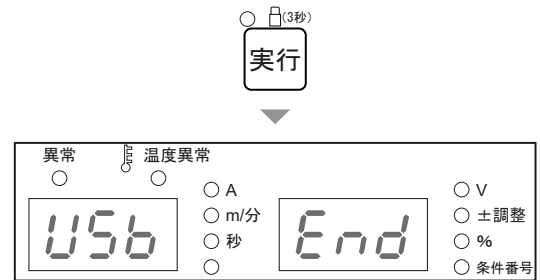 (3秒)
実行
異常 温度異常
A
m/分
秒
USb
End
V
±調整
%
条件番号